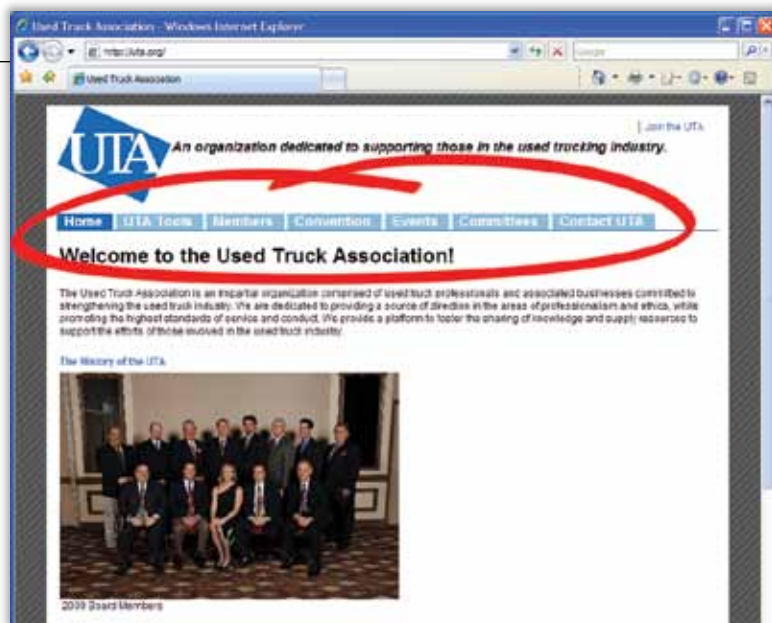 Used Truck Association - Windows Internet Explorer
http://uta.org/
Google
Used Truck Association
Join the UTA
UTA
An organization dedicated to supporting those in the used trucking industry.
Home UTA Tools Members Convention Events Committees Contact UTA
Welcome to the Used Truck Association!
The Used Truck Association is an impartial organization comprised of used truck professionals and associated businesses committed to
strengthening the used truck industry. We are dedicated to providing a source of direction in the areas of professionalism and ethics, while
promoting the highest standards of service and conduct. We provide a platform to foster the sharing of knowledge and supply resources to
support the efforts of those involved in the used truck industry.
The History of the UTA
2009 Board Members